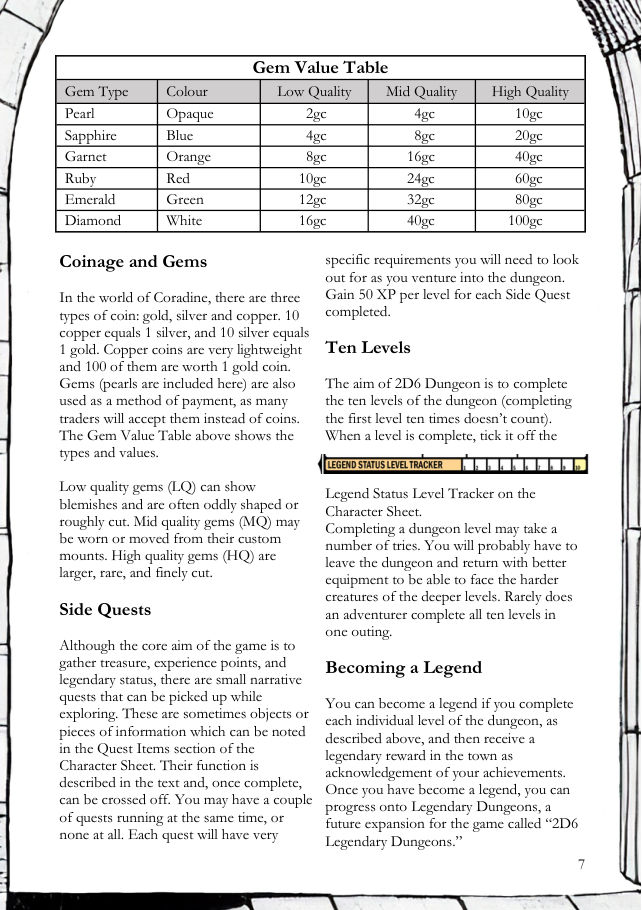 Gem Value Table
Gem Type Colour Low Quality Mid Quality High Quality
Pearl Opaque 2gc 4gc 10gc
Sapphire Blue 4gc 8gc 20gc
Garnet Orange 8gc 16gc 40gc
Ruby Red 10gc 24gc 60gc
Emerald Green 12gc 32gc 80gc
Diamond White 16gc 40gc 100gc
Coinage and Gems
In the world of Coradine, there are three
types of coin: gold, silver and copper. 10
copper equals 1 silver, and 10 silver equals
1 gold. Copper coins are very lightweight
and 100 of them are worth 1 gold coin.
Gems (pearls are included here) are also
used as a method of payment, as many
traders will accept them instead of coins.
The Gem Value Table above shows the
types and values.
Low quality gems (LQ) can show
blemishes and are often oddly shaped or
roughly cut. Mid quality gems (MQ) may
be worn or moved from their custom
mounts. High quality gems (HQ) are
larger, rare, and finely cut.
Side Quests
Although the core aim of the game is to
gather treasure, experience points, and
legendary status, there are small narrative
quests that can be picked up while
exploring. These are sometimes objects or
pieces of information which can be noted
in the Quest Items section of the
Character Sheet. Their function is
described in the text and, once complete,
can be crossed off. You may have a couple
of quests running at the same time, or
none at all. Each quest will have very
specific requirements you will need to look
out for as you venture into the dungeon.
Gain 50 XP per level for each Side Quest
completed.
Ten Levels
The aim of 2D6 Dungeon is to complete
the ten levels of the dungeon (completing
the first level ten times doesn't count).
When a level is complete, tick it off the
LEGEND STATUS LEVEL TRACKER 1 2 3 4 5 6 7 8 9 10
Legend Status Level Tracker on the
Character Sheet.
Completing a dungeon level may take a
number of tries. You will probably have to
leave the dungeon and return with better
equipment to be able to face the harder
creatures of the deeper levels. Rarely does
an adventurer complete all ten levels in
one outing.
Becoming a Legend
You can become a legend if you complete
each individual level of the dungeon, as
described above, and then receive a
legendary reward in the town as
acknowledgement of your achievements.
Once you have become a legend, you can
progress onto Legendary Dungeons, a
future expansion for the game called "2D6
Legendary Dungeons."
7